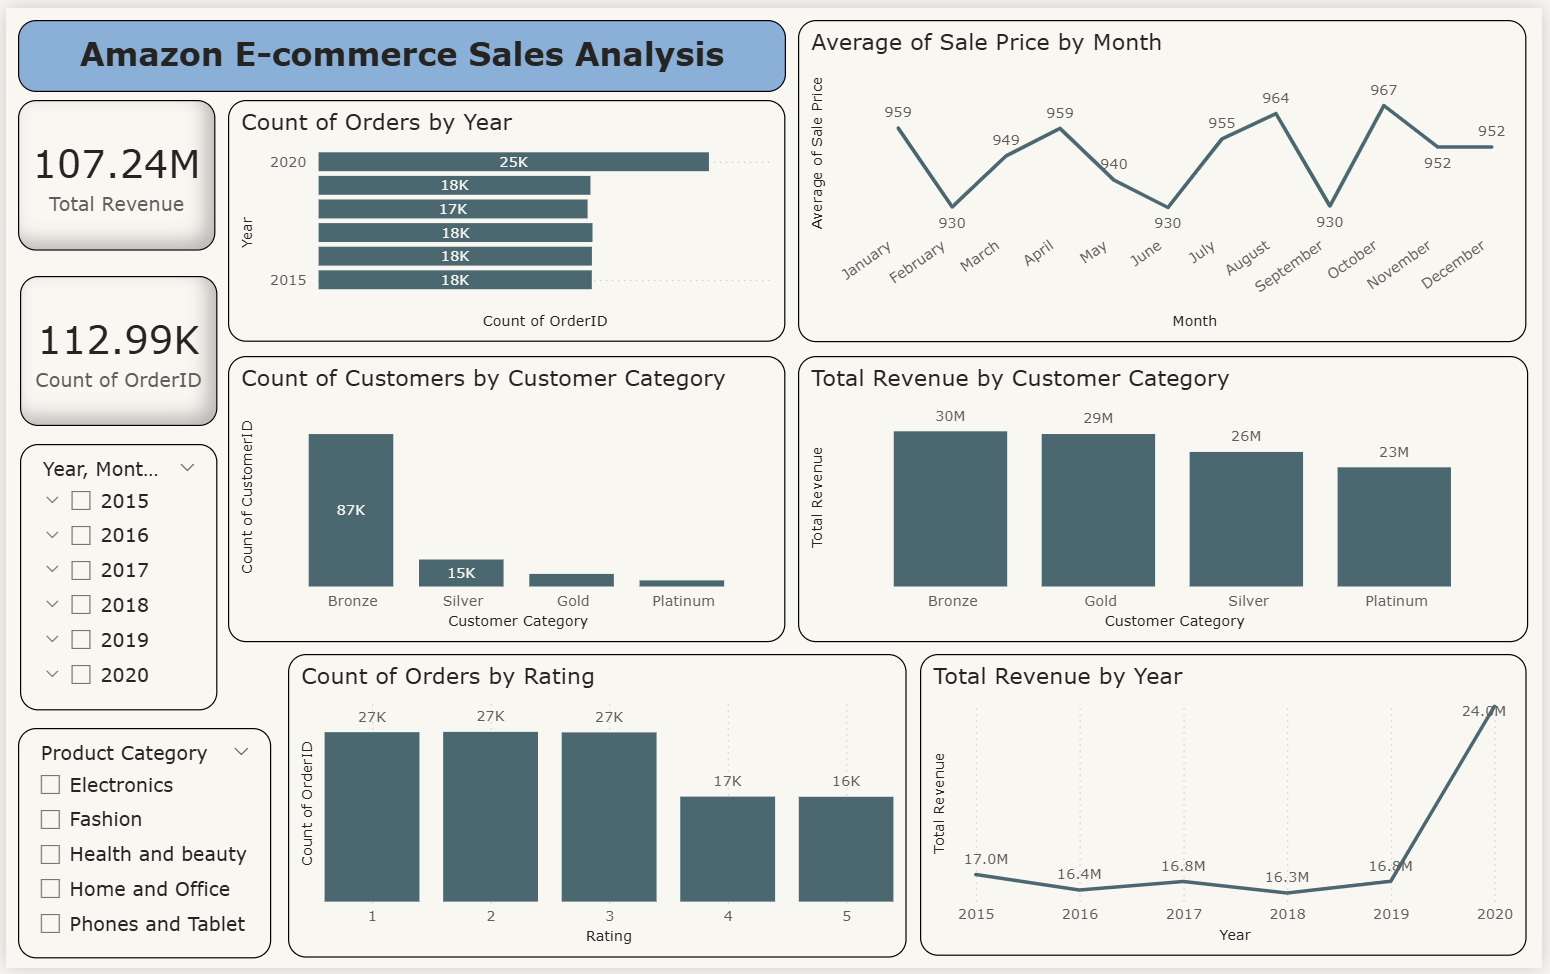 Amazon E-commerce Sales Analysis
107.24M
Total Revenue
112.99K
Count of OrderID
Year, Mont...
2015
2016
2017
2018
2019
2020
Product Category
Electronics
Fashion
Health and beauty
Home and Office
Phones and Tablet
Count of Orders by Year
Year
2020
25K
18K
17K
18K
18K
2015
18K
Count of OrderID
Average of Sale Price by Month
Average of Sale Price
959
930
949
959
940
930
955
964
930
967
952
952
January
February
March
April
May
June
July
August
September
October
November
December
Month
Count of Customers by Customer Category
Count of CustomerID
87K
15K
Bronze
Silver
Gold
Platinum
Customer Category
Total Revenue by Customer Category
Total Revenue
30M
29M
26M
23M
Bronze
Gold
Silver
Platinum
Customer Category
Count of Orders by Rating
Count of OrderID
27K
27K
27K
17K
16K
1
2
3
4
5
Rating
Total Revenue by Year
Total Revenue
17.0M
16.4M
16.8M
16.3M
16.8M
24.0M
2015
2016
2017
2018
2019
2020
Year